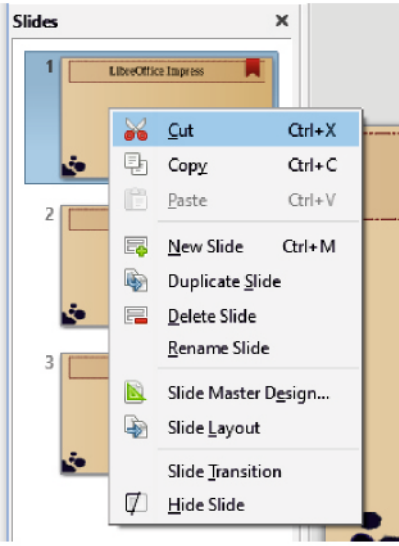 Slides
1
LibreOffice Impress
Cut Ctrl+X
Copy Ctrl+C
Paste Ctrl+V
2
New Slide Ctrl+M
Duplicate Slide
Delete Slide
Rename Slide
3
Slide Master Design...
Slide Layout
Slide Transition
Hide Slide